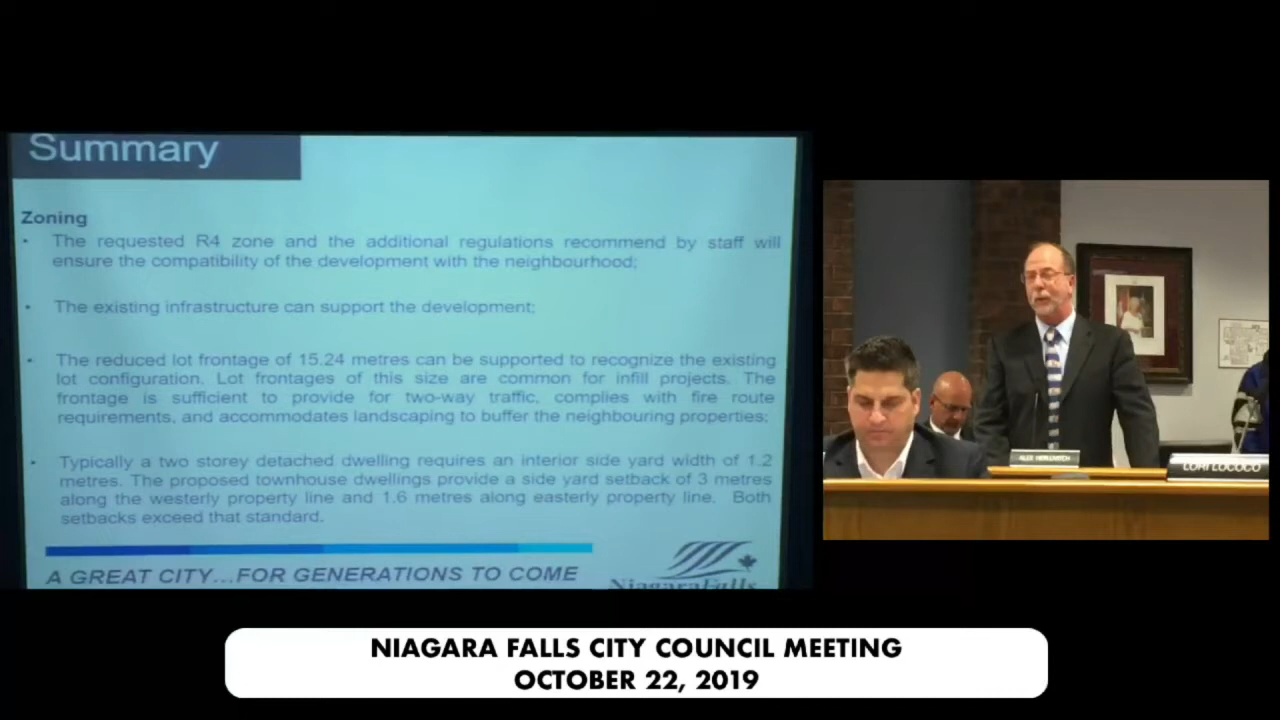 Summary
Zoning
• The requested R4 zone and the additional regulations recommend by staff will
ensure the compatibility of the development with the neighbourhood;
• The existing infrastructure can support the development;
• The reduced lot frontage of 15.24 metres can be supported to recognize the existing
lot configuration. Lot frontages of this size are common for infill projects. The
frontage is sufficient to provide for two-way traffic, complies with fire route
requirements, and accommodates landscaping to buffer the neighbouring properties;
• Typically a two storey detached dwelling requires an interior side yard width of 1.2
metres. The proposed townhouse dwellings provide a side yard setback of 3 metres
along the westerly property line and 1.6 metres along easterly property line. Both
setbacks exceed that standard.
A GREAT CITY...FOR GENERATIONS TO COME
NiagaraFalls
ALEX HERLOVITCH
LORI LOCOCO
NIAGARA FALLS CITY COUNCIL MEETING
OCTOBER 22, 2019